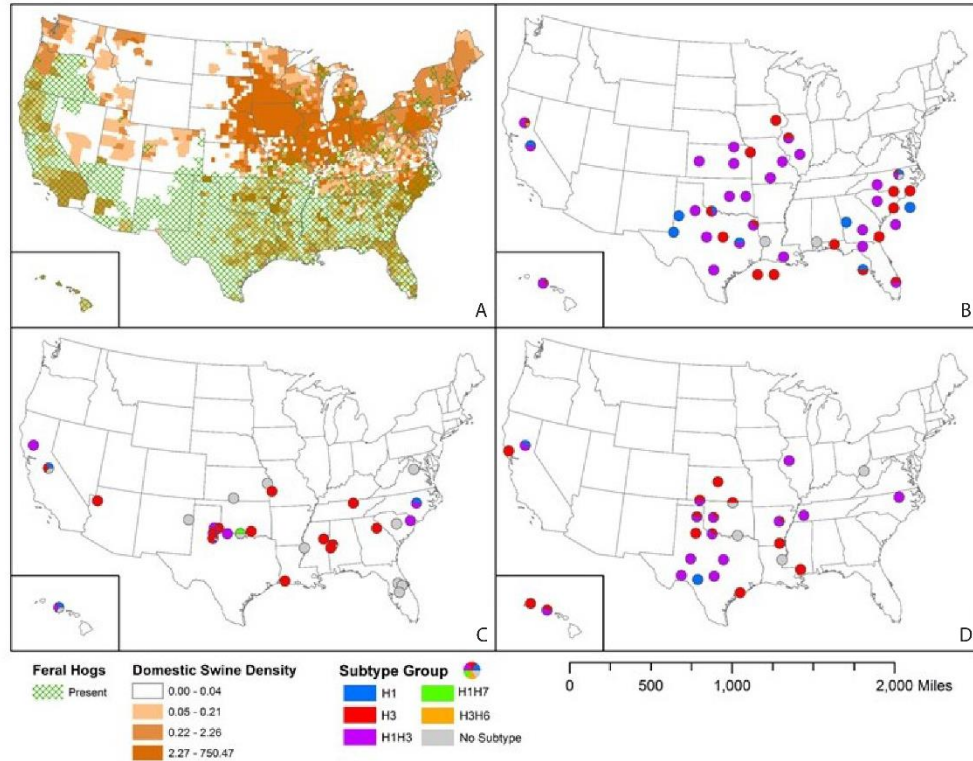 A
B
C
D
Feral Hogs
Present
Domestic Swine Density
0.00 - 0.04
0.05 - 0.21
0.22 - 2.26
2.27 - 750.47
Subtype Group
H1
H3
H1H3
H1H7
H3H6
No Subtype
0 500 1,000 2,000 Miles